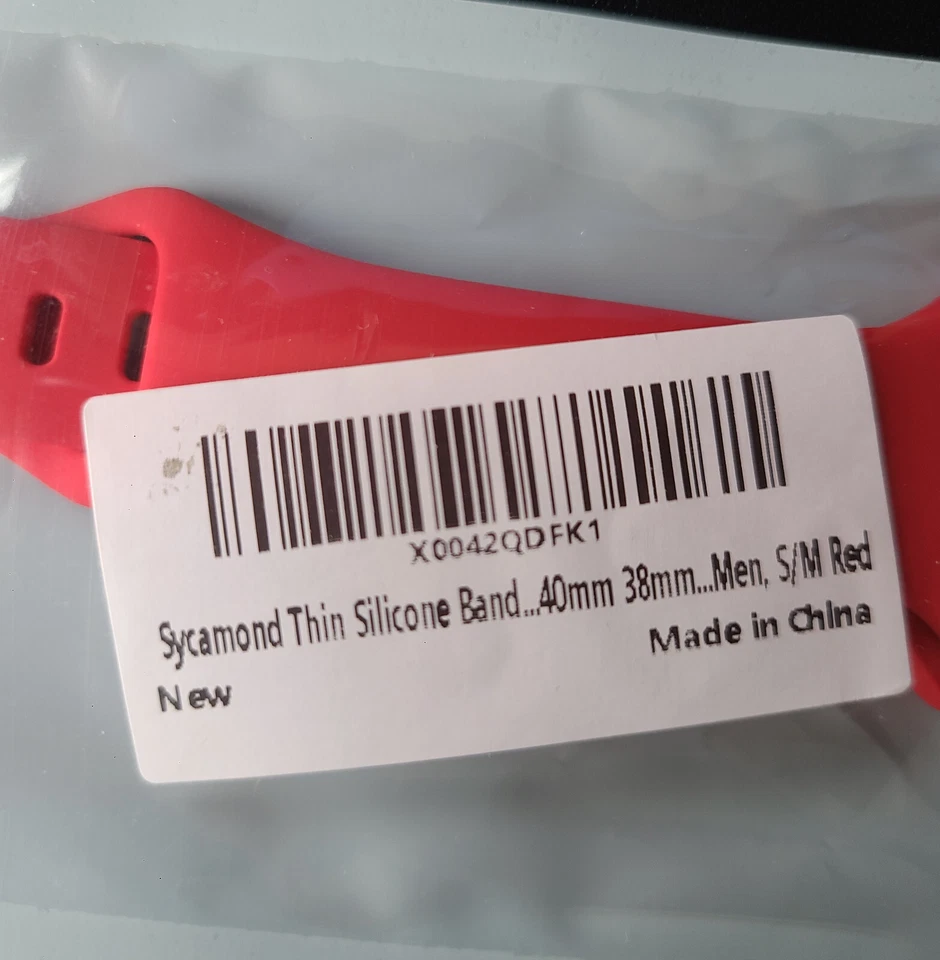 X0042QDFK1
Sycamond Thin Silicone Band...40mm 38mm...Men, S/M Red
Made in China
New